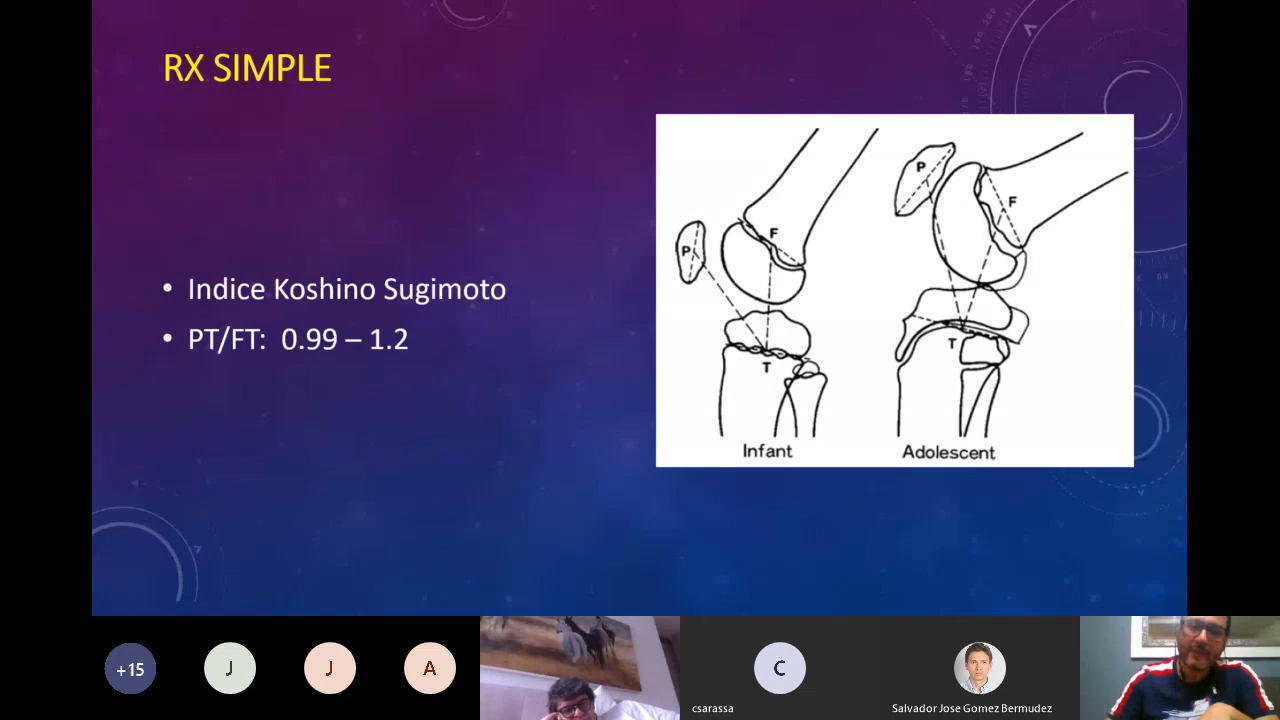 RX SIMPLE
• Indice Koshino Sugimoto
• PT/FT: 0.99 – 1.2
P
F
T
Infant
P
F
T
Adolescent
+15
J
J
A
C
csarassa
Salvador Jose Gomez Bermudez